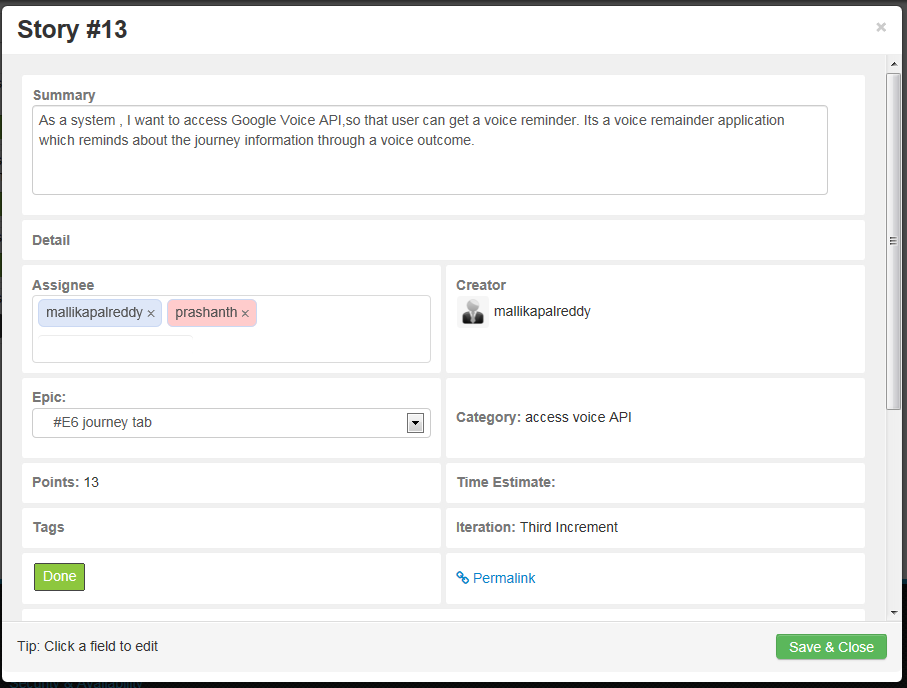 Story #13
×
Summary
As a system , I want to access Google Voice API,so that user can get a voice reminder. Its a voice remainder application
which reminds about the journey information through a voice outcome.
Detail
Assignee
mallikapalreddy × prashanth ×
Creator
mallikapalreddy
Epic:
#E6 journey tab
Category: access voice API
Points: 13
Time Estimate:
Tags
Iteration: Third Increment
Done
Permalink
Tip: Click a field to edit
Save & Close
Security & Availability